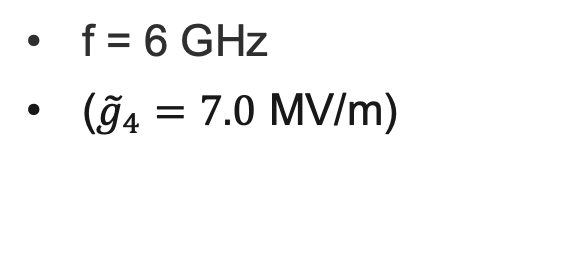 • f = 6 GHz
• (g̃₄ = 7.0 MV/m)